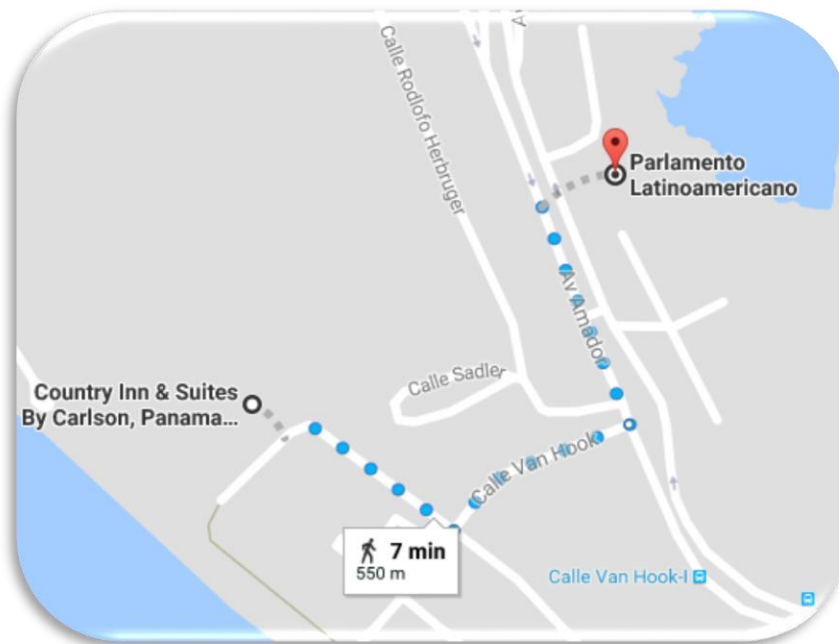 Calle Rodlofo Herbruger
Parlamento
Latinoamericano
Av Amador
Calle Sadler
Country Inn & Suites
By Carlson, Panama...
Calle Van Hook
7 min
550 m
Calle Van Hook-I